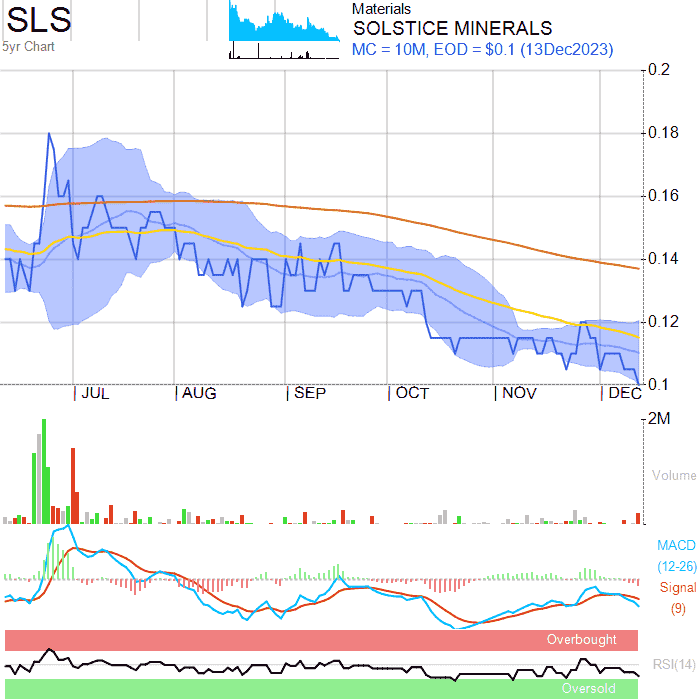 SLS
5yr Chart
Materials
SOLSTICE MINERALS
MC = 10M, EOD = $0.1 (13Dec2023)
0.2
0.18
0.16
0.14
0.12
0.1
JUL AUG SEP OCT NOV DEC
2M
Volume
MACD
(12-26)
Signal
(9)
Overbought
RSI(14)
Oversold